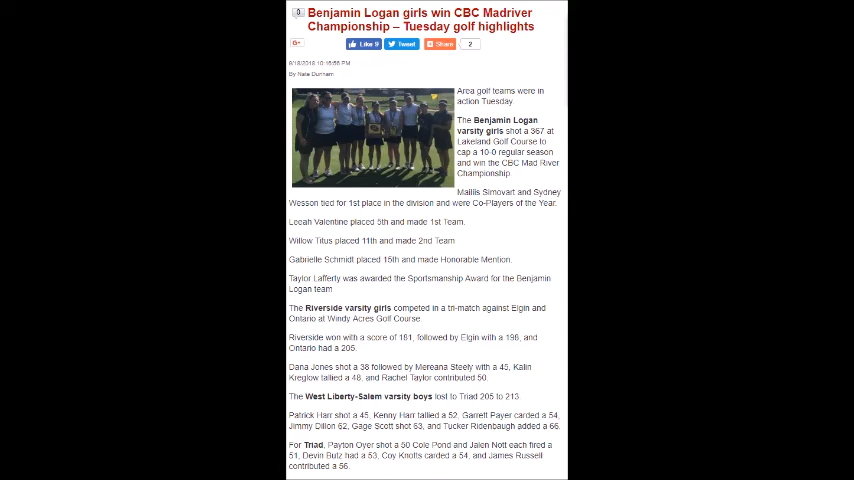 0
Benjamin Logan girls win CBC Madriver
Championship – Tuesday golf highlights
G+
Like 9
Tweet
Share
2
9/18/2018 10:16:56 PM
By Nate Dunham
Area golf teams were in
action Tuesday.
The Benjamin Logan
varsity girls shot a 367 at
Lakeland Golf Course to
cap a 10-0 regular season
and win the CBC Mad River
Championship.
Mailiis Simovart and Sydney
Wesson tied for 1st place in the division and were Co-Players of the Year.
Leeah Valentine placed 5th and made 1st Team.
Willow Titus placed 11th and made 2nd Team
Gabrielle Schmidt placed 15th and made Honorable Mention.
Taylor Lafferty was awarded the Sportsmanship Award for the Benjamin
Logan team
The Riverside varsity girls competed in a tri-match against Elgin and
Ontario at Windy Acres Golf Course.
Riverside won with a score of 181, followed by Elgin with a 198, and
Ontario had a 205.
Dana Jones shot a 38 followed by Mereana Steely with a 45, Kalin
Kreglow tallied a 48, and Rachel Taylor contributed 50.
The West Liberty-Salem varsity boys lost to Triad 205 to 213.
Patrick Harr shot a 45, Kenny Harr tallied a 52, Garrett Payer carded a 54,
Jimmy Dillon 62, Gage Scott shot 63, and Tucker Ridenbaugh added a 66.
For Triad, Payton Oyer shot a 50 Cole Pond and Jalen Nott each fired a
51, Devin Butz had a 53, Coy Knotts carded a 54, and James Russell
contributed a 56.